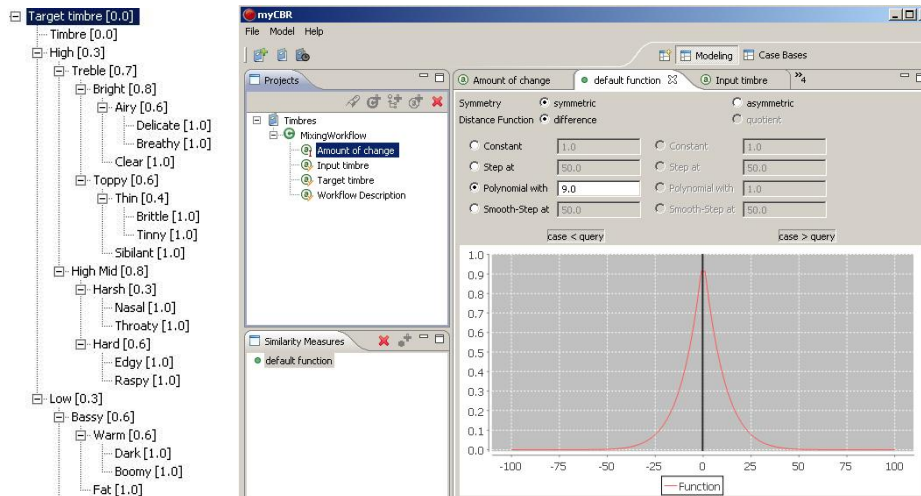 Target timbre [0.0]
Timbre [0.0]
High [0.3]
Treble [0.7]
Bright [0.8]
Airy [0.6]
Delicate [1.0]
Breathy [1.0]
Clear [1.0]
Toppy [0.6]
Thin [0.4]
Brittle [1.0]
Tinny [1.0]
Sibilant [1.0]
High Mid [0.8]
Harsh [0.3]
Nasal [1.0]
Throaty [1.0]
Hard [0.6]
Edgy [1.0]
Raspy [1.0]
Low [0.3]
Bassy [0.6]
Warm [0.6]
Dark [1.0]
Boomy [1.0]
Fat [1.0]
myCBR
File Model Help
Modeling Case Bases
Projects
Timbres
MixingWorkflow
Amount of change
Input timbre
Target timbre
Workflow Description
Similarity Measures
default function
Amount of change default function Input timbre »4
Symmetry symmetric asymmetric
Distance Function difference quotient
Constant 1.0 Constant 1.0
Step at 50.0 Step at 50.0
Polynomial with 9.0 Polynomial with 1.0
Smooth-Step at 50.0 Smooth-Step at 50.0
case < query case > query
1.0
0.9
0.8
0.7
0.6
0.5
0.4
0.3
0.2
0.1
0.0
-100 -75 -50 -25 0 25 50 75 100
Function